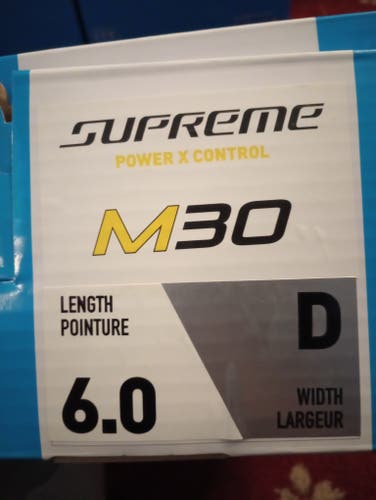 SUPREME
POWER X CONTROL
M30
LENGTH
POINTURE
6.0
D
WIDTH
LARGEUR